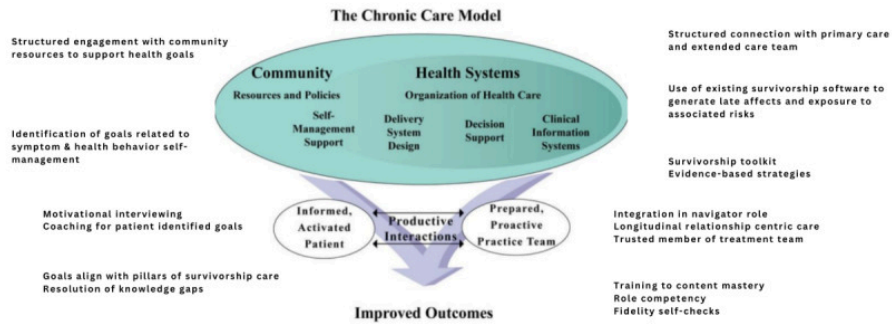 The Chronic Care Model
Structured engagement with community
resources to support health goals
Identification of goals related to
symptom & health behavior self-
management
Motivational interviewing
Coaching for patient identified goals
Goals align with pillars of survivorship care
Resolution of knowledge gaps
Community
Resources and Policies
Health Systems
Organization of Health Care
Self-
Management
Support
Delivery
System
Design
Decision
Support
Clinical
Information
Systems
Informed,
Activated
Patient
Productive
Interactions
Prepared,
Proactive
Practice Team
Improved Outcomes
Structured connection with primary care
and extended care team
Use of existing survivorship software to
generate late affects and exposure to
associated risks
Survivorship toolkit
Evidence-based strategies
Integration in navigator role
Longitudinal relationship centric care
Trusted member of treatment team
Training to content mastery
Role competency
Fidelity self-checks